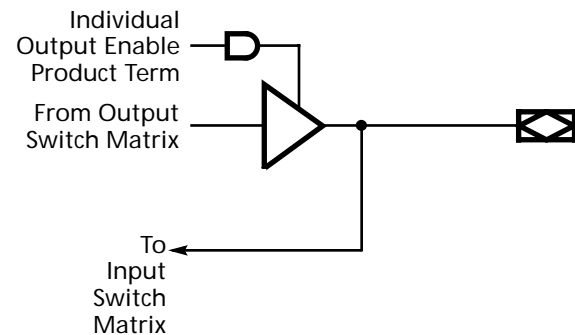 Individual
Output Enable
Product Term
From Output
Switch Matrix
To
Input
Switch
Matrix